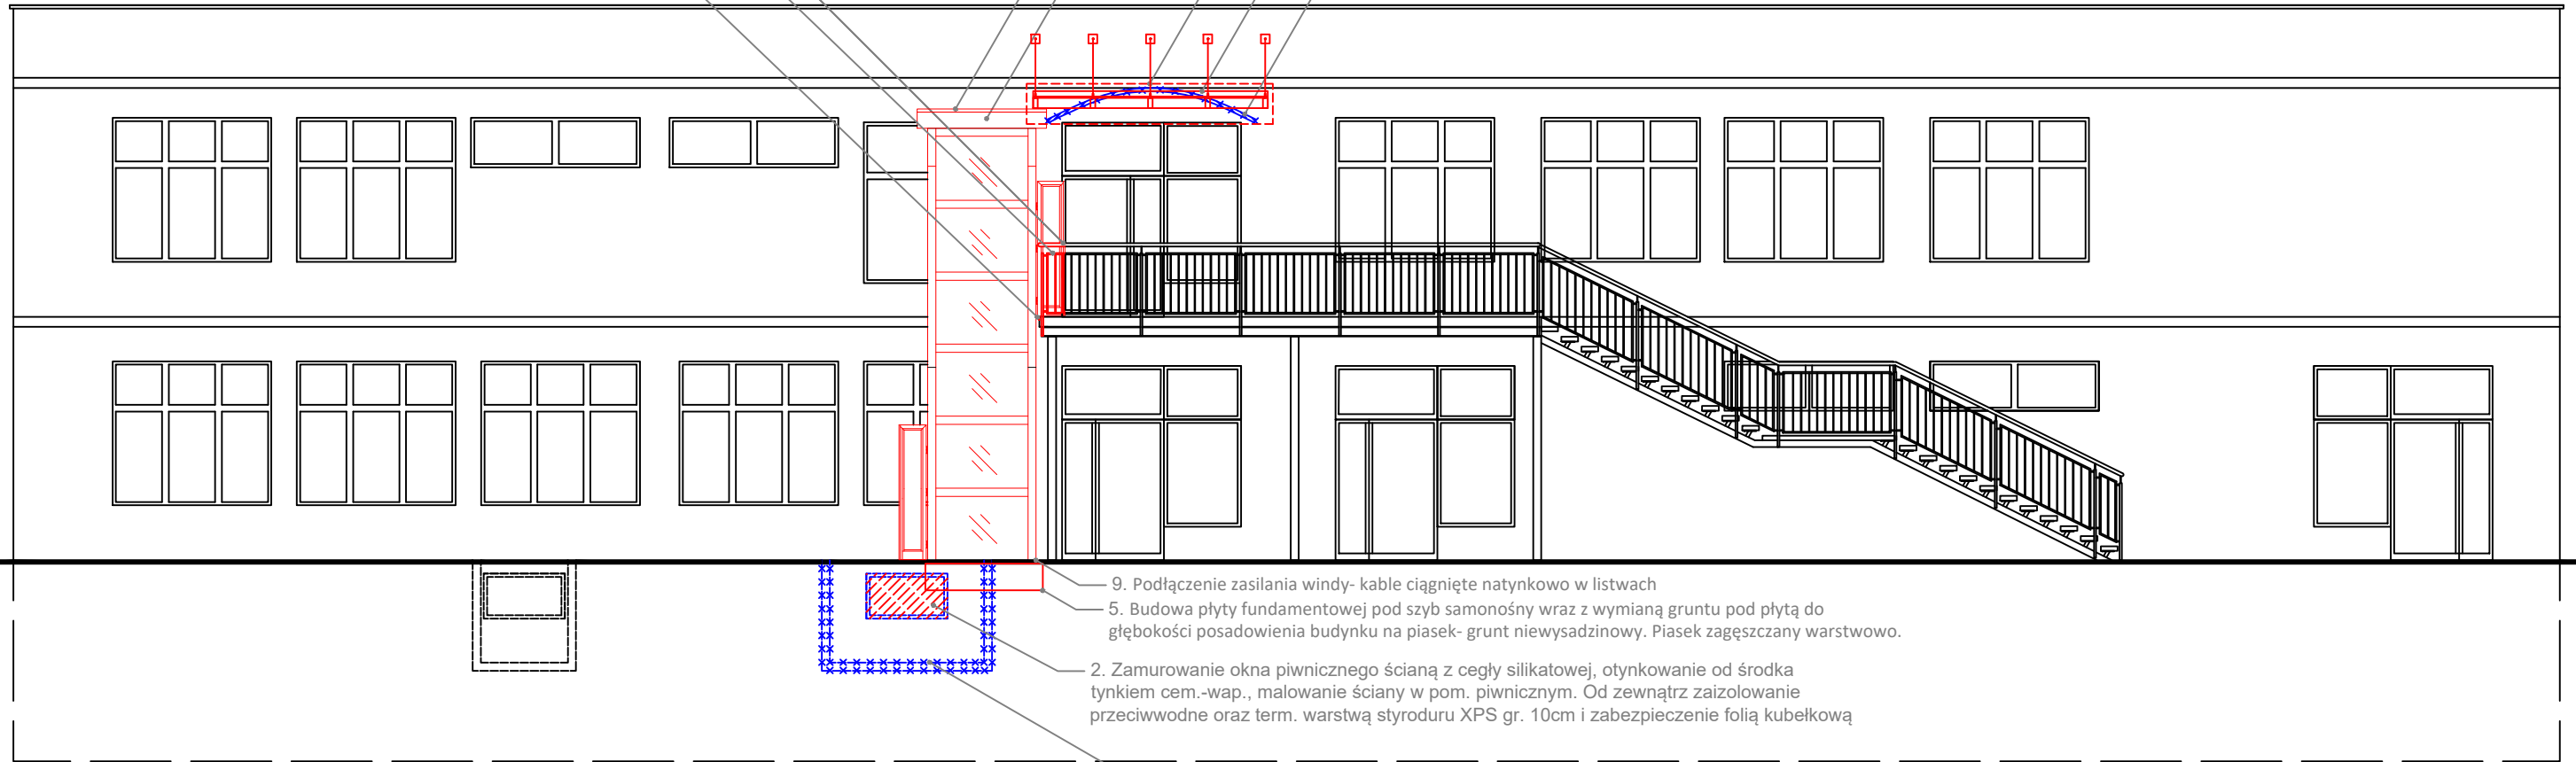 9. Podłączenie zasilania windy- kable ciągnięte natynkowo w listwach
5. Budowa płyty fundamentowej pod szyb samonośny wraz z wymianą gruntu pod płytą do
głębokości posadowienia budynku na piasek- grunt niewysadzinowy. Piasek zagęszczany warstwowo.
2. Zamurowanie okna piwnicznego ścianą z cegły silikatowej, otynkowanie od środka
tynkiem cem.-wap., malowanie ściany w pom. piwnicznym. Od zewnątrz zaizolowanie
przeciwwodne oraz term. warstwą styroduru XPS gr. 10cm i zabezpieczenie folią kubełkową